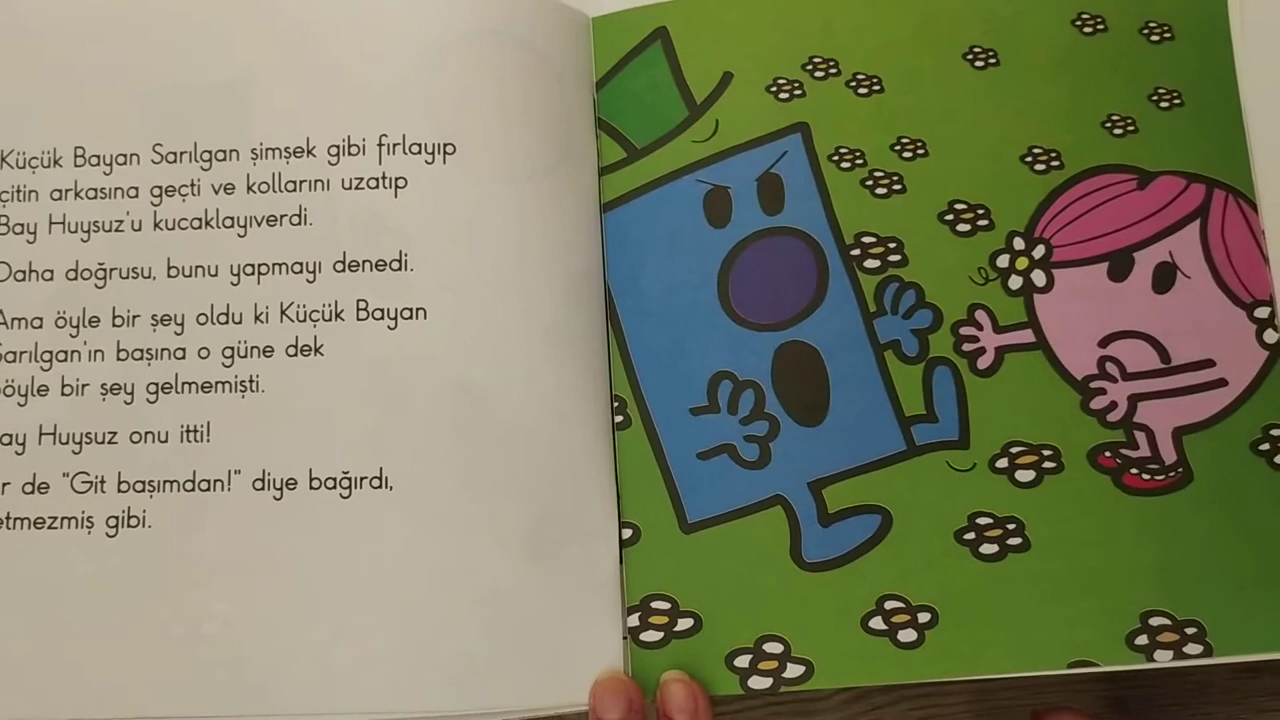 Küçük Bayan Sarılgan şimşek gibi fırlayıp
çitin arkasına geçti ve kollarını uzatıp
Bay Huysuz'u kucaklayıverdi.
Daha doğrusu, bunu yapmayı denedi.
Ama öyle bir şey oldu ki Küçük Bayan
Sarılgan'ın başına o güne dek
böyle bir şey gelmemişti.
Bay Huysuz onu itti!
de "Git başımdan!" diye bağırdı,
gibi.